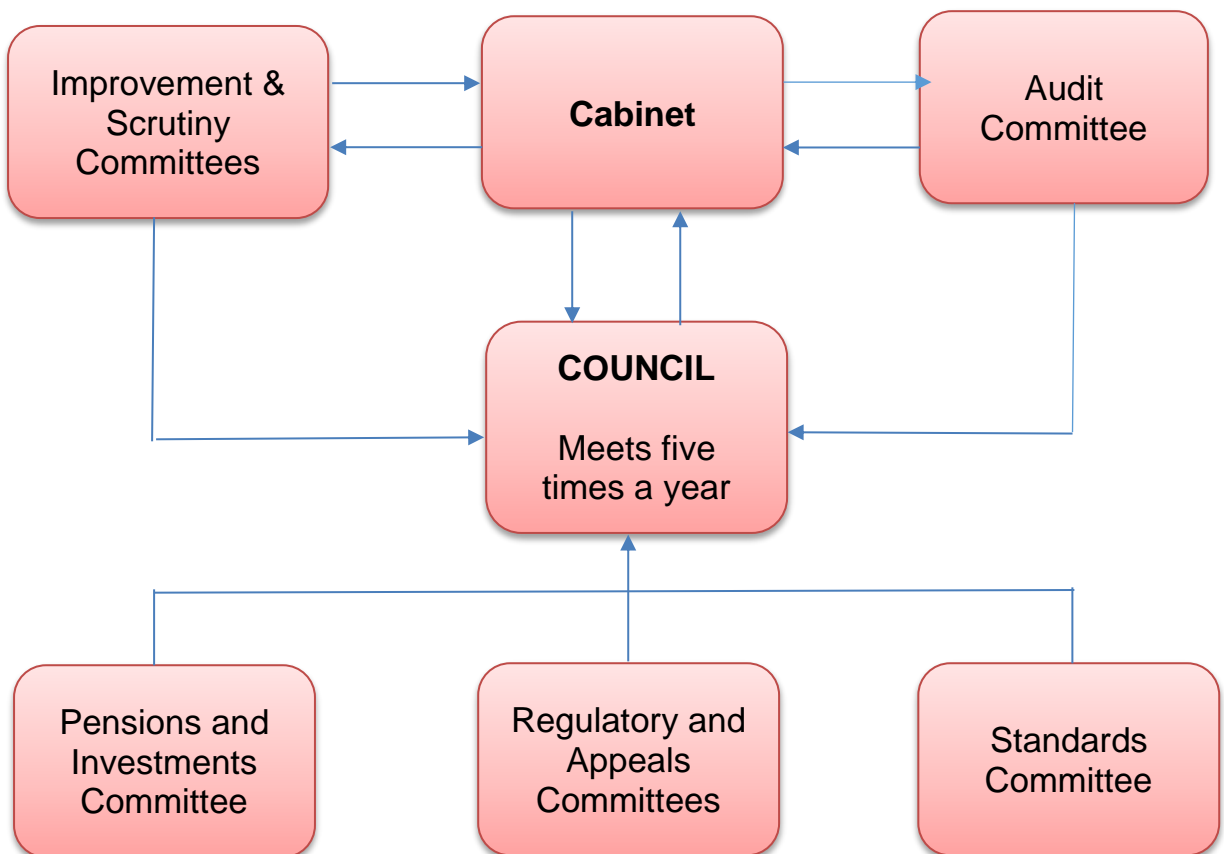 Improvement &
Scrutiny
Committees
Cabinet
Audit
Committee
COUNCIL
Meets five
times a year
Pensions and
Investments
Committee
Regulatory and
Appeals
Committees
Standards
Committee